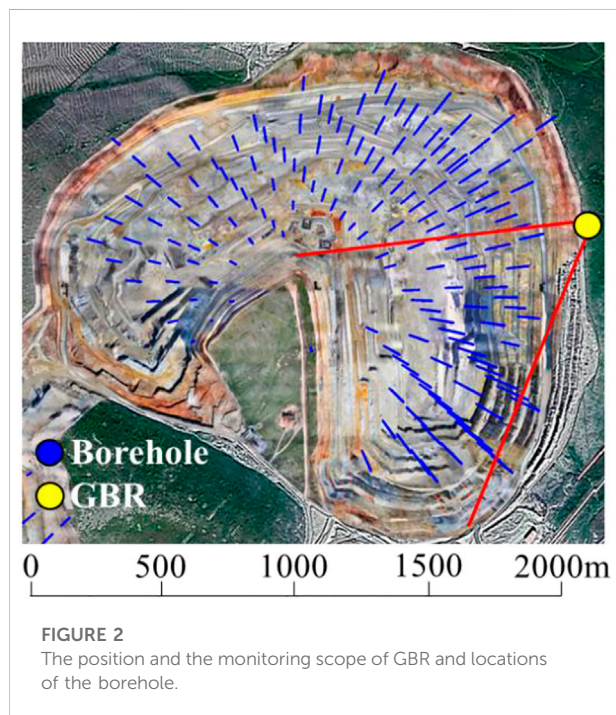 Borehole
GBR
0 500 1000 1500 2000m
FIGURE 2
The position and the monitoring scope of GBR and locations
of the borehole.